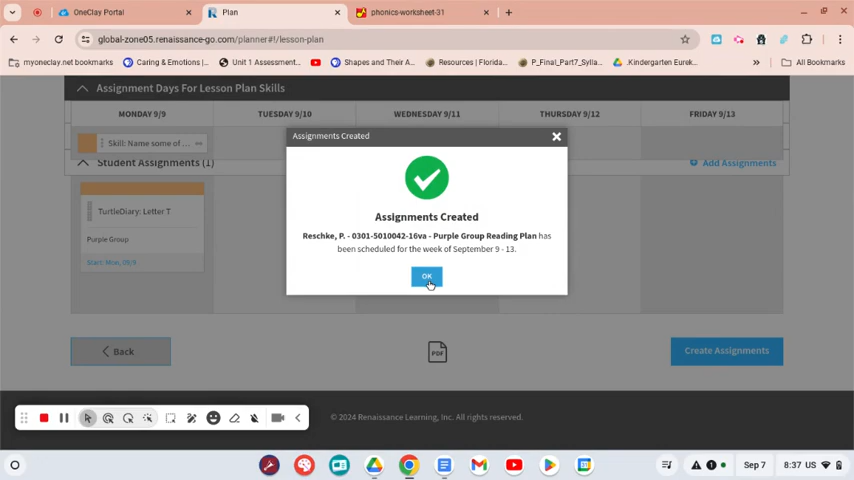 OneClay Portal
Plan
phonics-worksheet-31
global-zone05.renaissance-go.com/planner#!/lesson-plan
myoneclay.net bookmarks
Caring & Emotions |...
Unit 1 Assessment...
Shapes and Their A...
Resources | Florida...
P_Final_Part7_Sylla...
.Kindergarten Eurek...
All Bookmarks
Assignment Days For Lesson Plan Skills
MONDAY 9/9
TUESDAY 9/10
WEDNESDAY 9/11
THURSDAY 9/12
FRIDAY 9/13
Skill: Name some of ...
Student Assignments (1)
Add Assignments
TurtleDiary: Letter T
Purple Group
Start: Mon, 09/9
Assignments Created
Assignments Created
Reschke, P. - 0301-5010042-16va - Purple Group Reading Plan has
been scheduled for the week of September 9 - 13.
OK
Back
PDF
Create Assignments
© 2024 Renaissance Learning, Inc. All rights reserved.
1
Sep 7
8:37 US